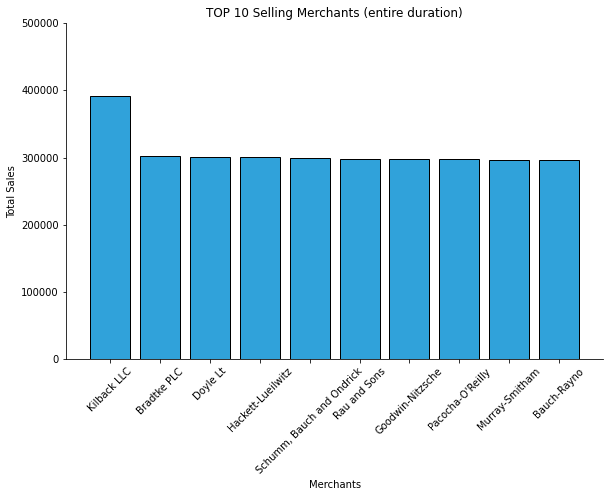 TOP 10 Selling Merchants (entire duration)
500000
400000
300000
200000
100000
0
Total Sales
Kilback LLC
Bradtke PLC
Doyle Lt
Hackett-Lueilwitz
Schumm, Bauch and Ondrick
Rau and Sons
Goodwin-Nitzsche
Pacocha-O'Reilly
Murray-Smitham
Bauch-Rayno
Merchants